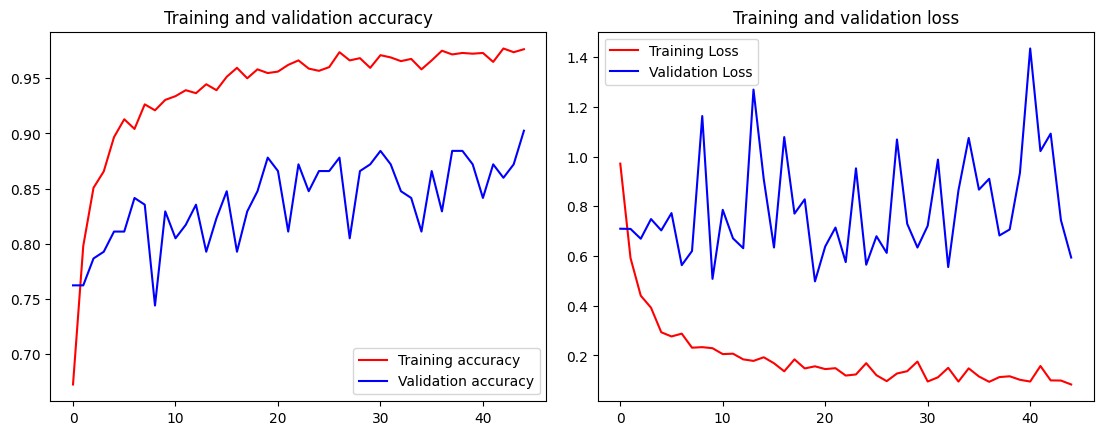 Training and validation accuracy
0.95
0.90
0.85
0.80
0.75
0.70
Training accuracy
Validation accuracy
0 10 20 30 40
Training and validation loss
Training Loss
Validation Loss
1.4
1.2
1.0
0.8
0.6
0.4
0.2
0 10 20 30 40